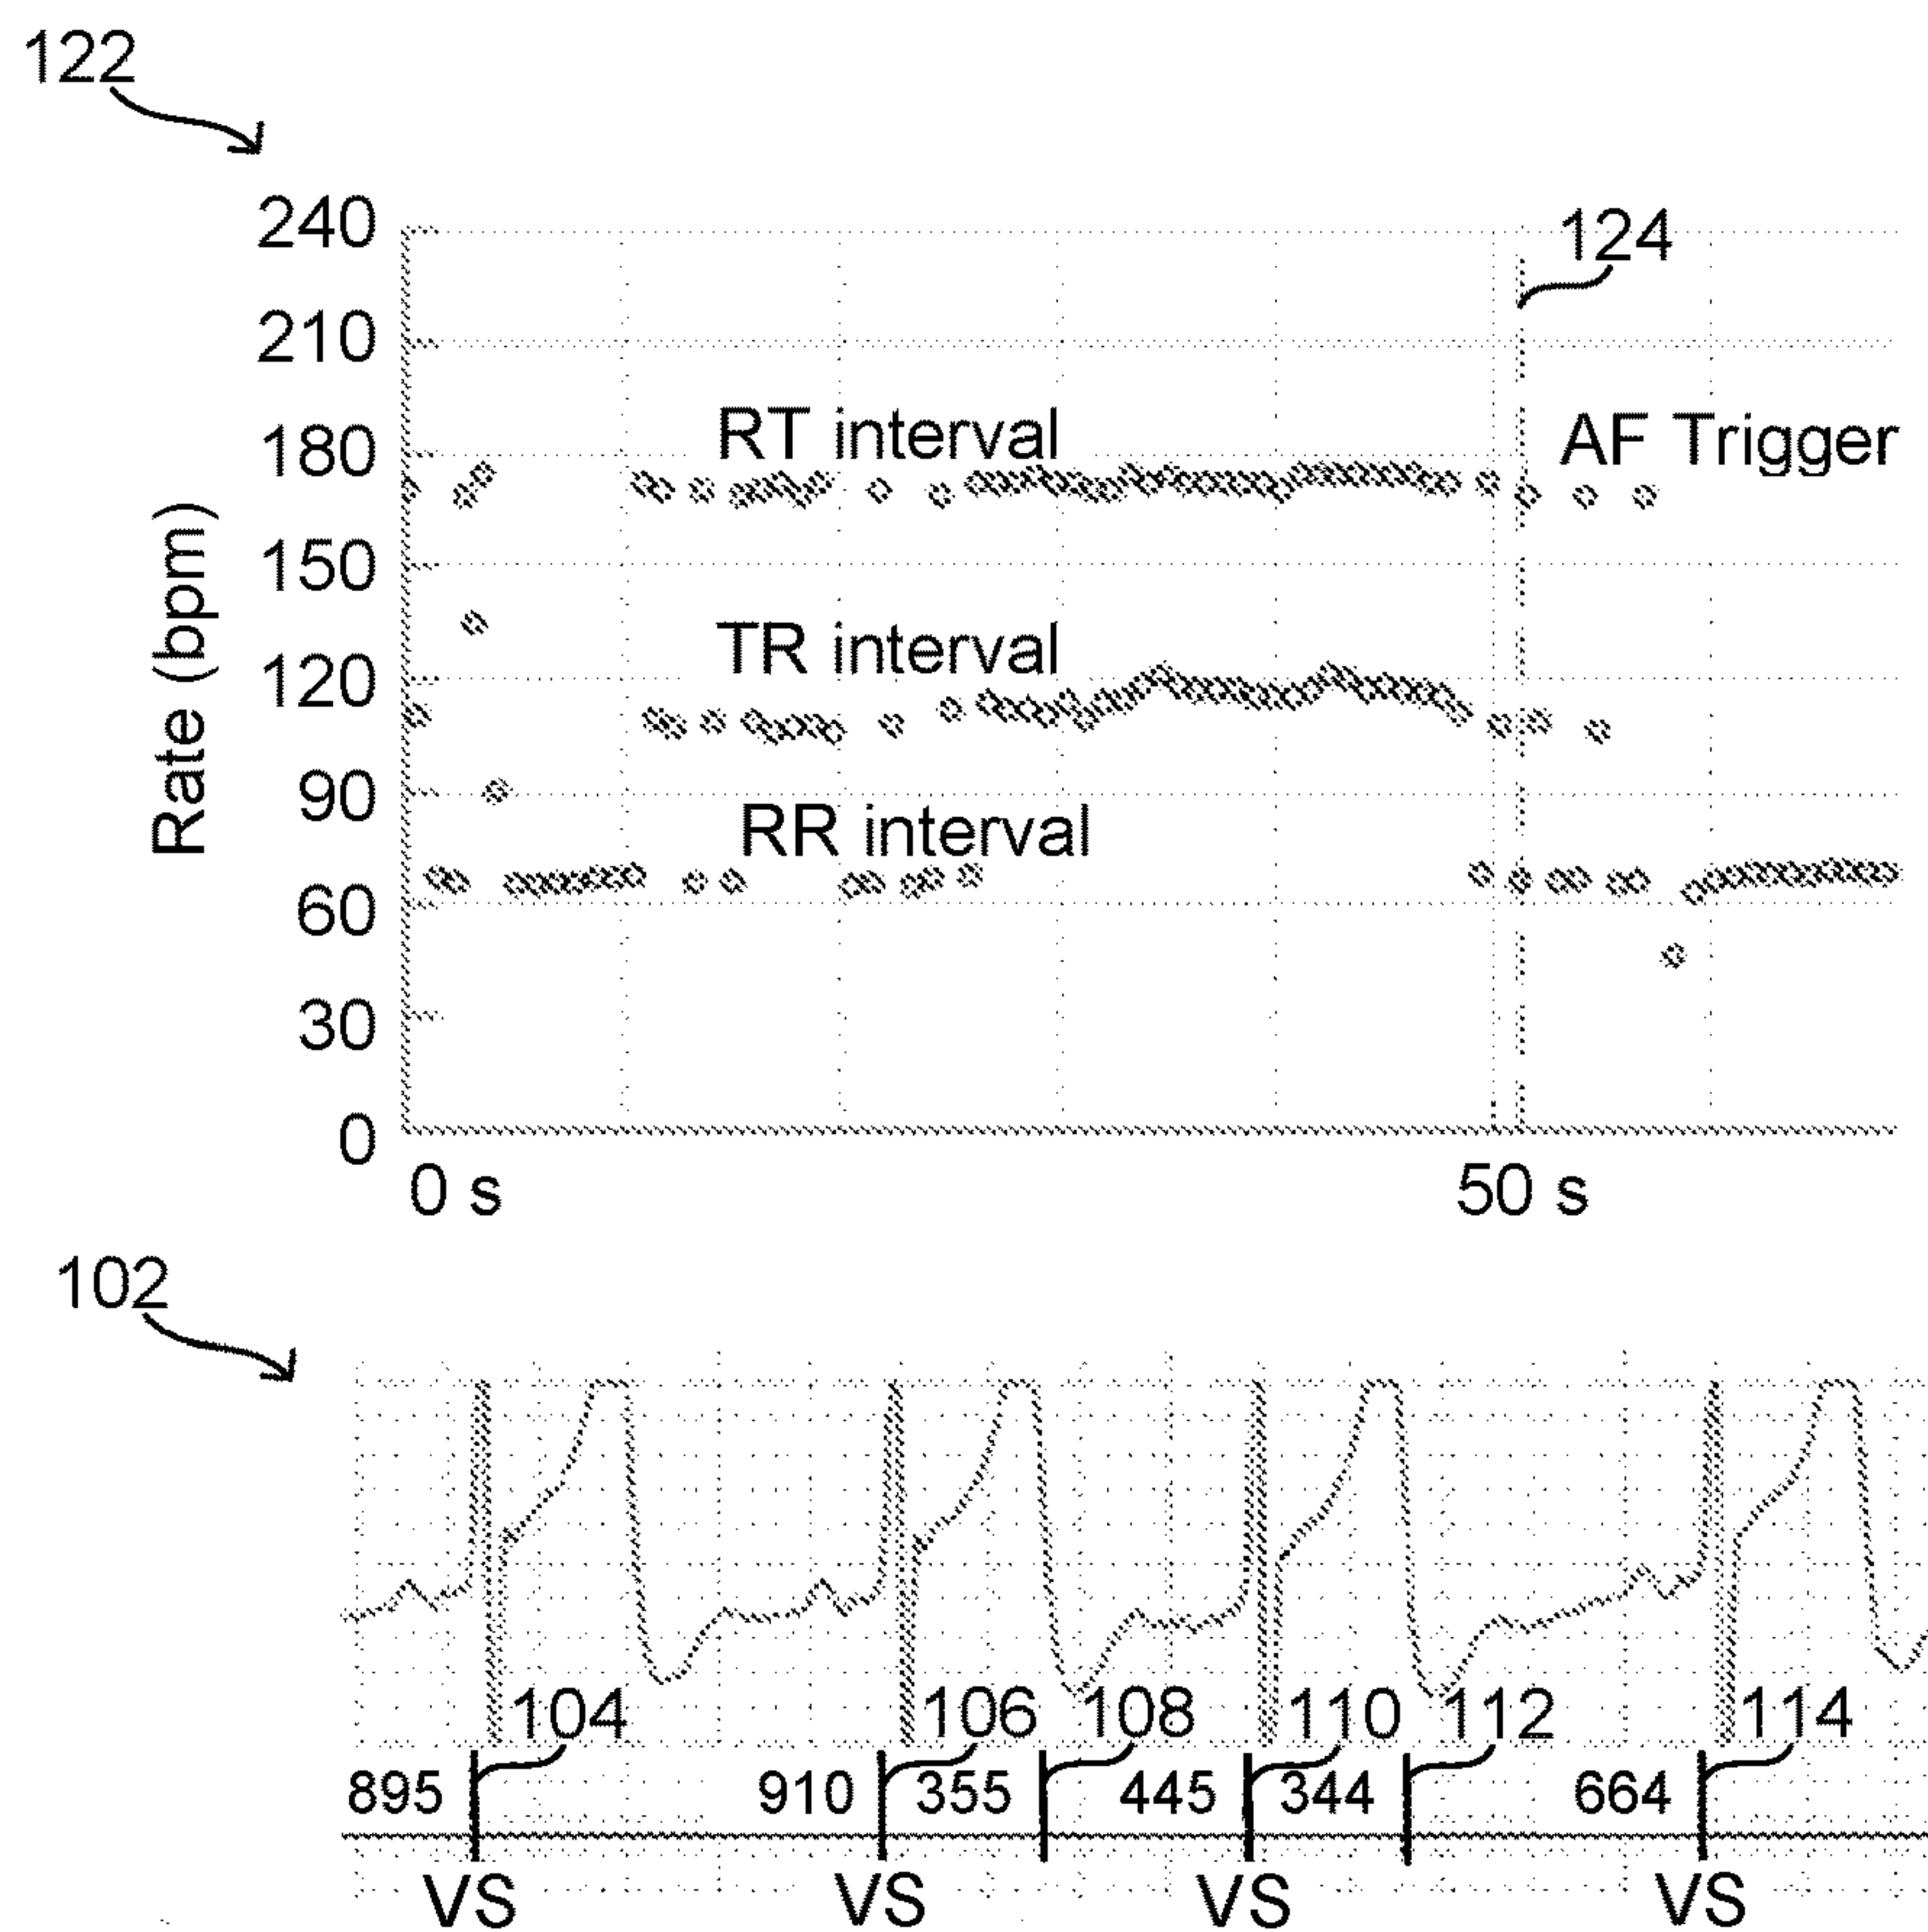 122
240
124
210
RT interval
AF Trigger
180
Rate (bpm)
150
TR interval
120
90
RR interval
60
30
0
0 s
50 s
102
104
106
108
110
112
114
895
910
355
445
344
664
VS
VS
VS
VS